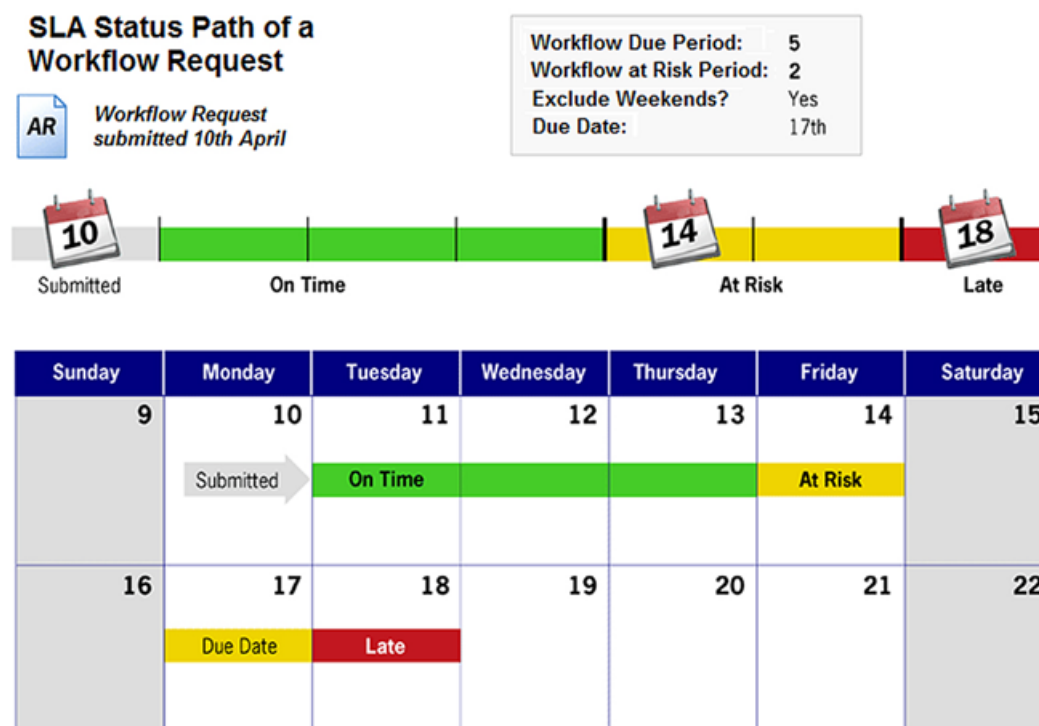 SLA Status Path of a
Workflow Request
AR
Workflow Request
submitted 10th April
Workflow Due Period: 5
Workflow at Risk Period: 2
Exclude Weekends? Yes
Due Date: 17th
10 14 18
Submitted On Time At Risk Late
Sunday Monday Tuesday Wednesday Thursday Friday Saturday
9 10 11 12 13 14 15
Submitted On Time At Risk
16 17 18 19 20 21 22
Due Date Late